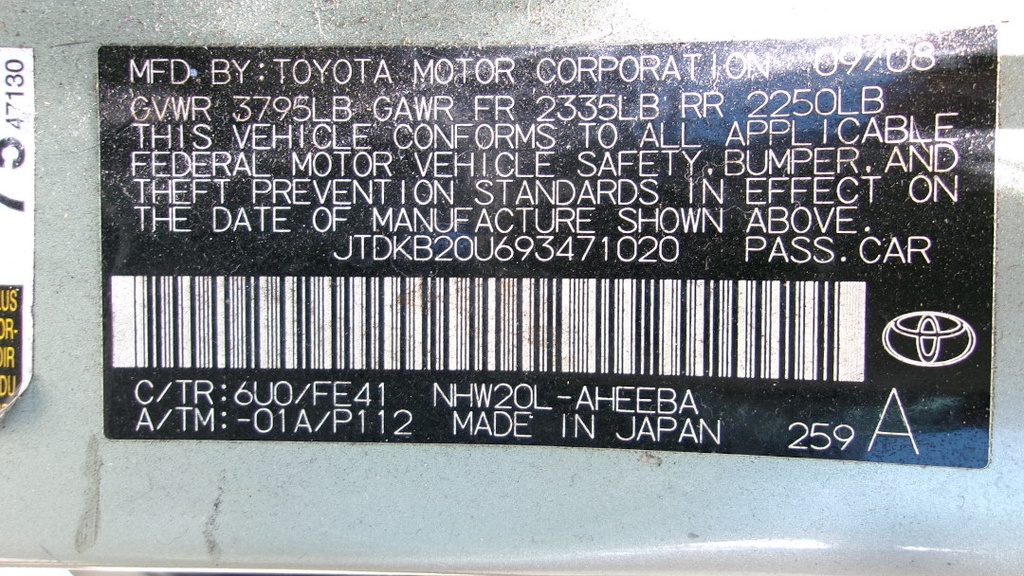 MFD.BY:TOYOTA MOTOR CORPORATION 09/08
GVWR 3795LB GAWR FR 2335LB RR 2250LB
THIS VEHICLE CONFORMS TO ALL APPLICABLE
FEDERAL MOTOR VEHICLE SAFETY,BUMPER,AND
THEFT PREVENTION STANDARDS IN EFFECT ON
THE DATE OF MANUFACTURE SHOWN ABOVE.
JTDKB20U693471020 PASS.CAR
C/TR:6U0/FE41 NHW20L-AHEEBA
A/TM:-01A/P112 MADE IN JAPAN 259 A
47130